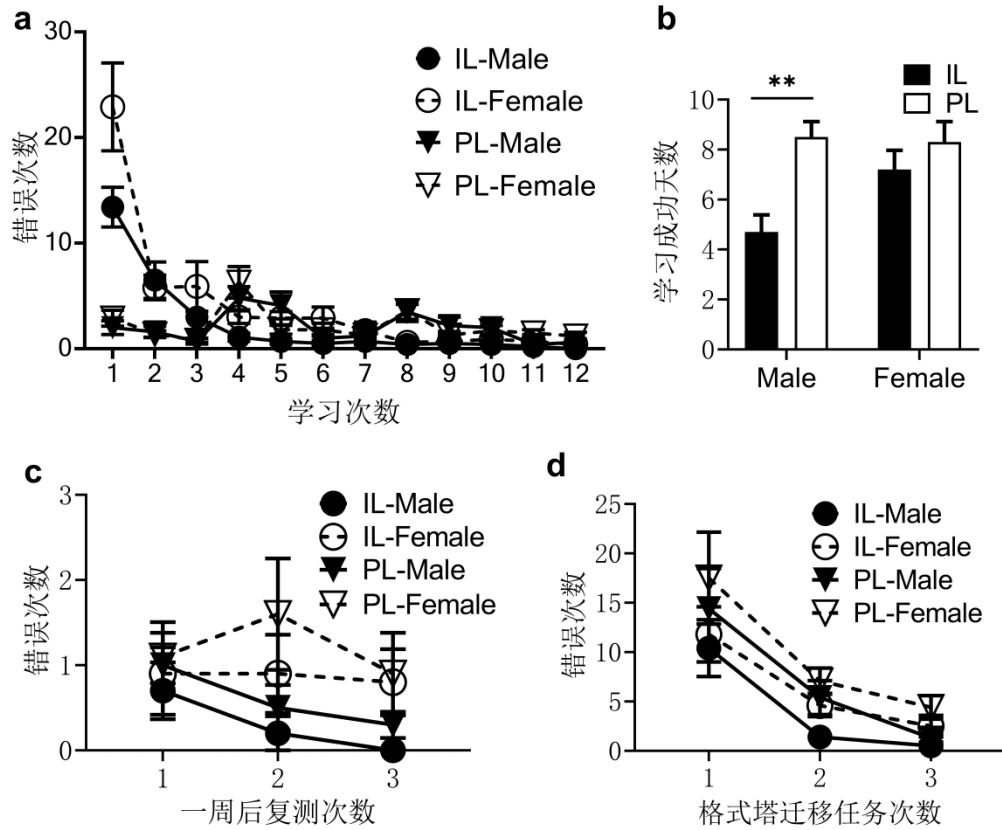 a
30
20
10
0
错误次数
IL-Male
IL-Female
PL-Male
PL-Female
1 2 3 4 5 6 7 8 9 10 11 12
学习次数
b
IL
PL
**
10
8
6
4
2
0
学习成功天数
Male Female
c
3
2
1
0
错误次数
IL-Male
IL-Female
PL-Male
PL-Female
1 2 3
一周后复测次数
d
25
20
15
10
5
0
错误次数
IL-Male
IL-Female
PL-Male
PL-Female
1 2 3
格式塔迁移任务次数